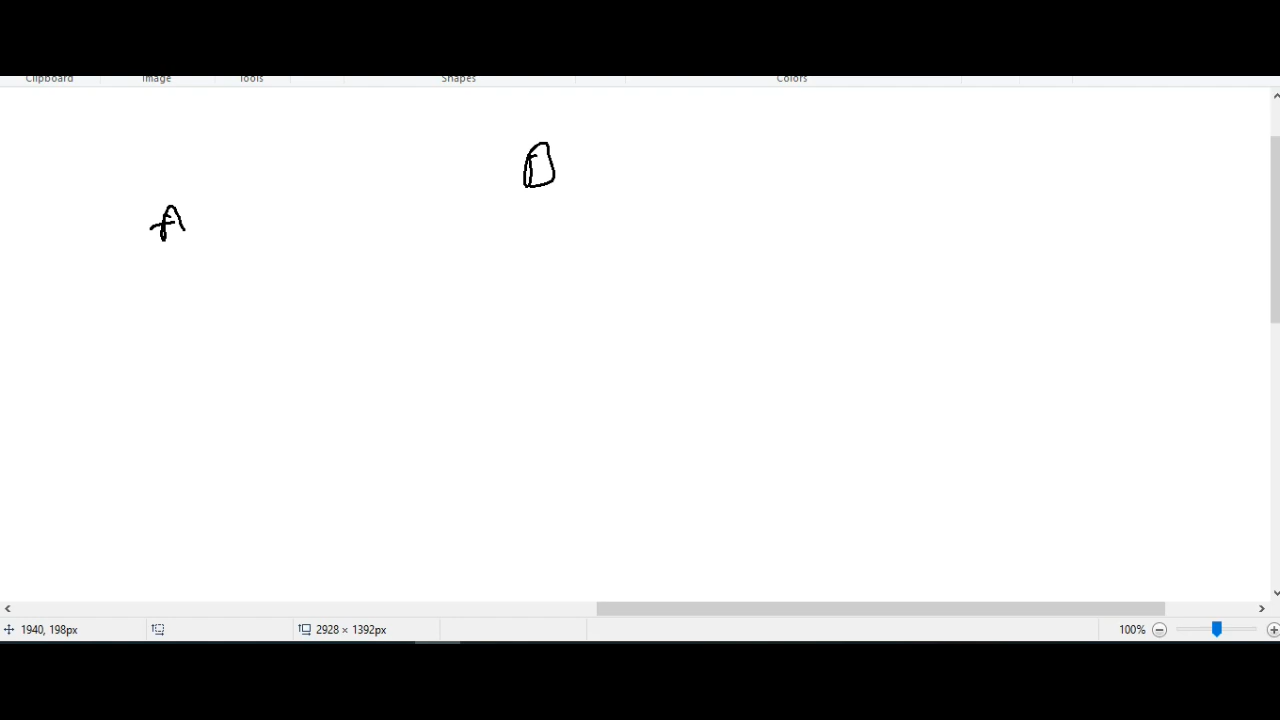 Clipboard Image Tools Shapes Colors
D
A
1940, 198px 2928 × 1392px 100%